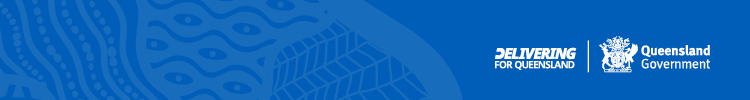 DELIVERING
FOR QUEENSLAND
Queensland
Government